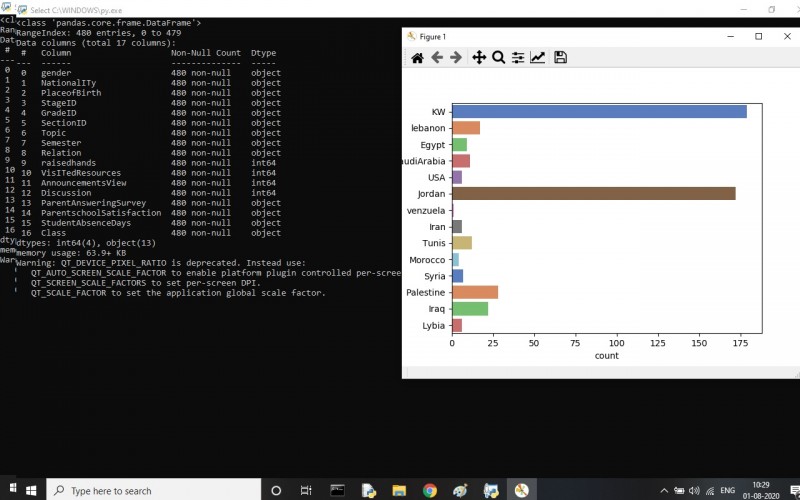 Select C:\WINDOWS\py.exe
<class 'pandas.core.frame.DataFrame'>
RangeIndex: 480 entries, 0 to 479
Data columns (total 17 columns):
#   Column   Non-Null Count   Dtype
---   ------   --------------   -----
0   gender   480 non-null   object
1   NationalITy   480 non-null   object
2   PlaceofBirth   480 non-null   object
3   StageID   480 non-null   object
4   GradeID   480 non-null   object
5   SectionID   480 non-null   object
6   Topic   480 non-null   object
7   Semester   480 non-null   object
8   Relation   480 non-null   object
9   raisedhands   480 non-null   int64
10   VisITedResources   480 non-null   int64
11   AnnouncementsView   480 non-null   int64
12   Discussion   480 non-null   int64
13   ParentAnsweringSurvey   480 non-null   object
14   ParentschoolSatisfaction   480 non-null   object
15   StudentAbsenceDays   480 non-null   object
16   Class   480 non-null   object
dtypes: int64(4), object(13)
memory usage: 63.9+ KB
Warning: QT_DEVICE_PIXEL_RATIO is deprecated. Instead use:
QT_AUTO_SCREEN_SCALE_FACTOR to enable platform plugin controlled per-scree
QT_SCREEN_SCALE_FACTORS to set per-screen DPI.
QT_SCALE_FACTOR to set the application global scale factor.
Figure 1
KW
lebanon
Egypt
audiArabia
USA
Jordan
venzuela
Iran
Tunis
Morocco
Syria
Palestine
Iraq
Lybia
0 25 50 75 100 125 150 175
count
Type here to search
ENG
10:29
01-08-2020